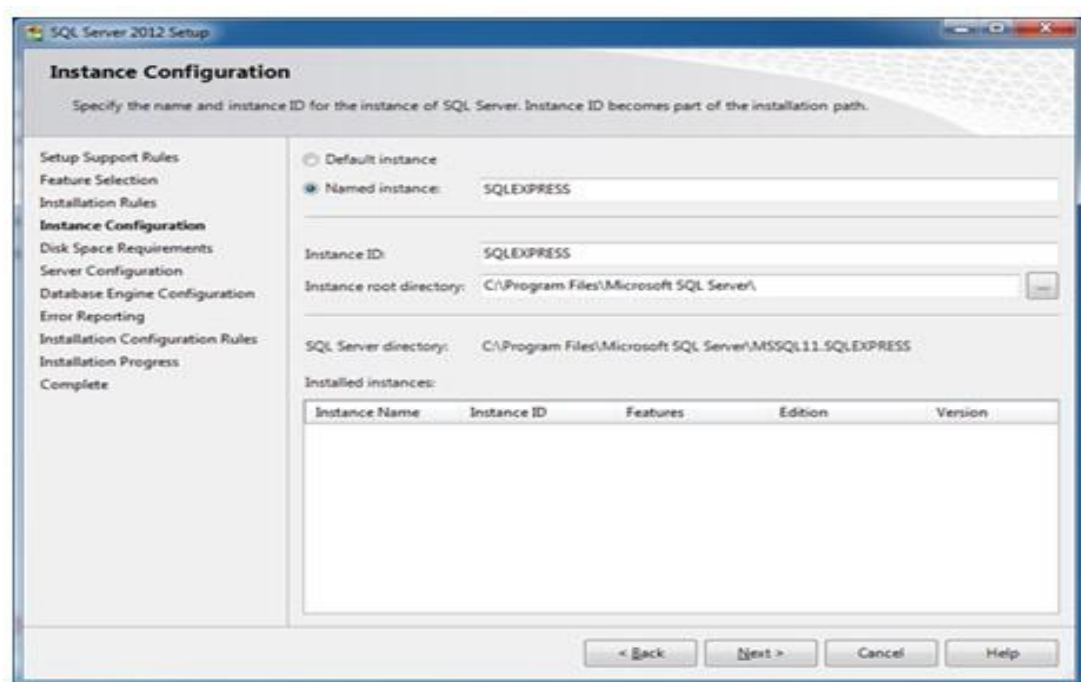 SQL Server 2012 Setup
Instance Configuration
Specify the name and instance ID for the instance of SQL Server. Instance ID becomes part of the installation path.
Setup Support Rules
Feature Selection
Installation Rules
Instance Configuration
Disk Space Requirements
Server Configuration
Database Engine Configuration
Error Reporting
Installation Configuration Rules
Installation Progress
Complete
Default instance
Named instance: SQLEXPRESS
Instance ID: SQLEXPRESS
Instance root directory: C:\Program Files\Microsoft SQL Server\
...
SQL Server directory: C:\Program Files\Microsoft SQL Server\MSSQL11.SQLEXPRESS
Installed instances:
Instance Name Instance ID Features Edition Version
< Back Next > Cancel Help